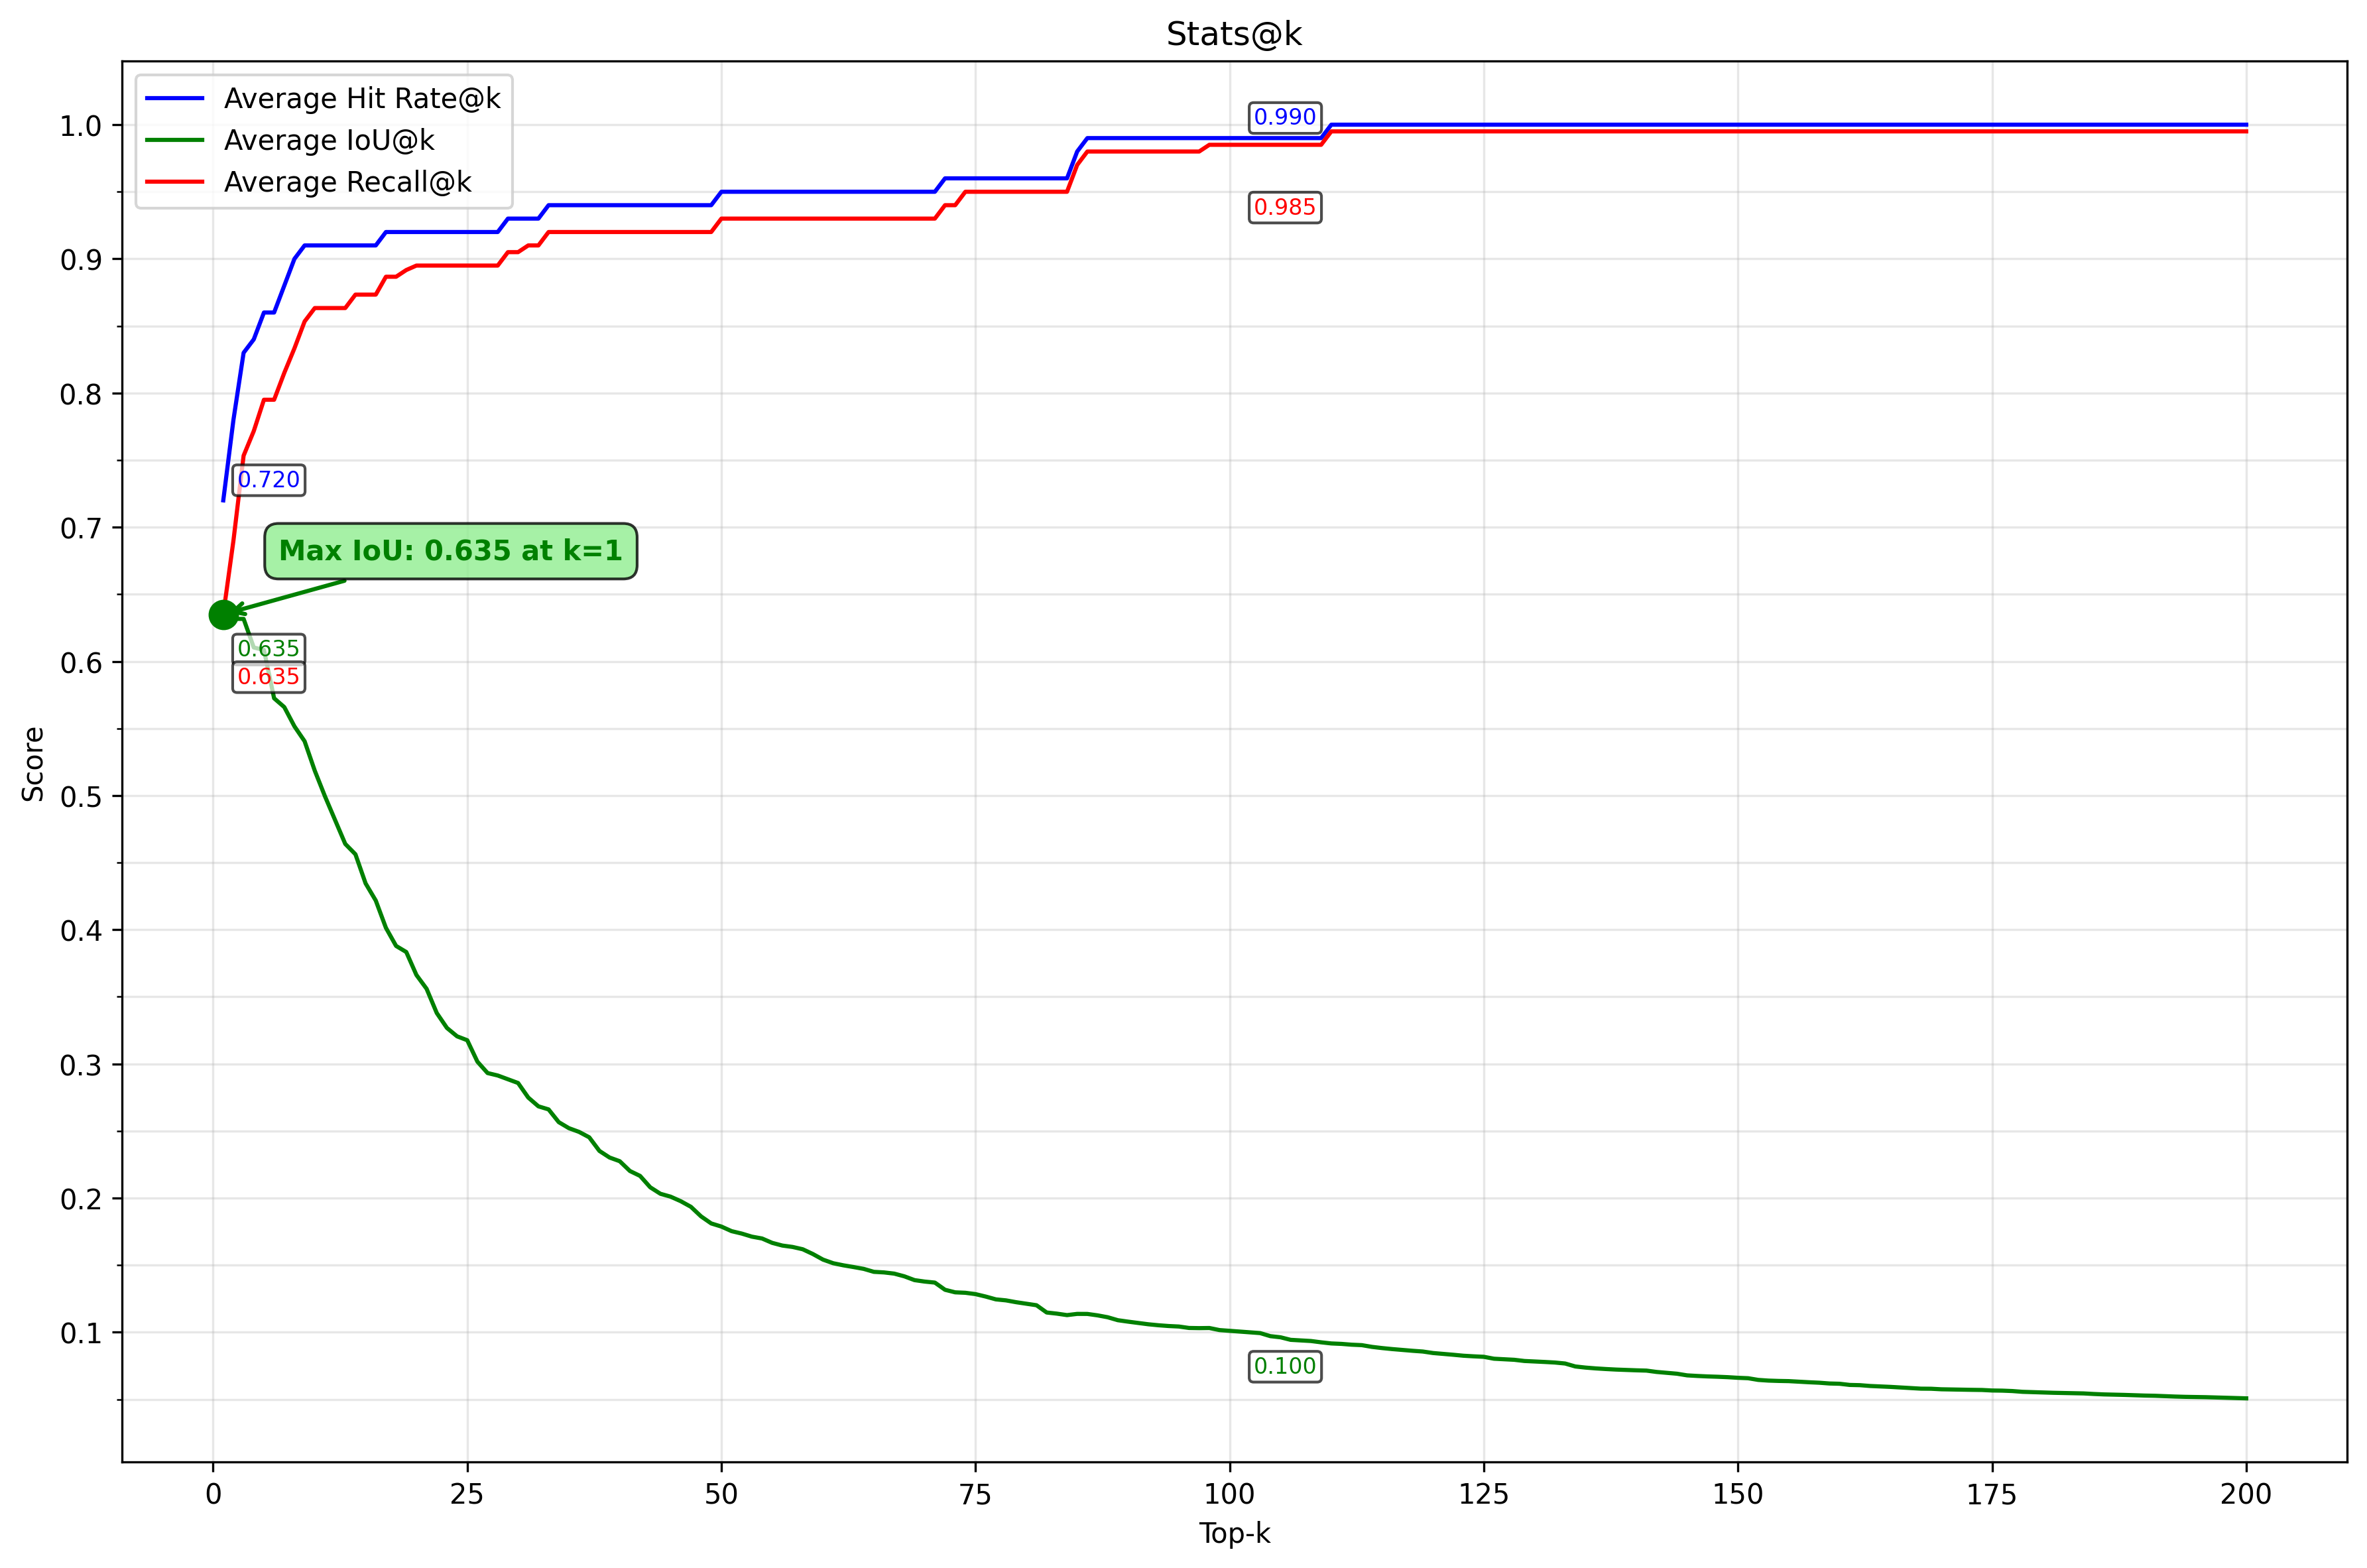 Stats@k
Average Hit Rate@k
Average IoU@k
Average Recall@k
1.0
0.9
0.8
0.7
0.6
0.5
0.4
0.3
0.2
0.1
Score
0.990
0.985
0.720
Max IoU: 0.635 at k=1
0.635
0.635
0.100
0 25 50 75 100 125 150 175 200
Top-k